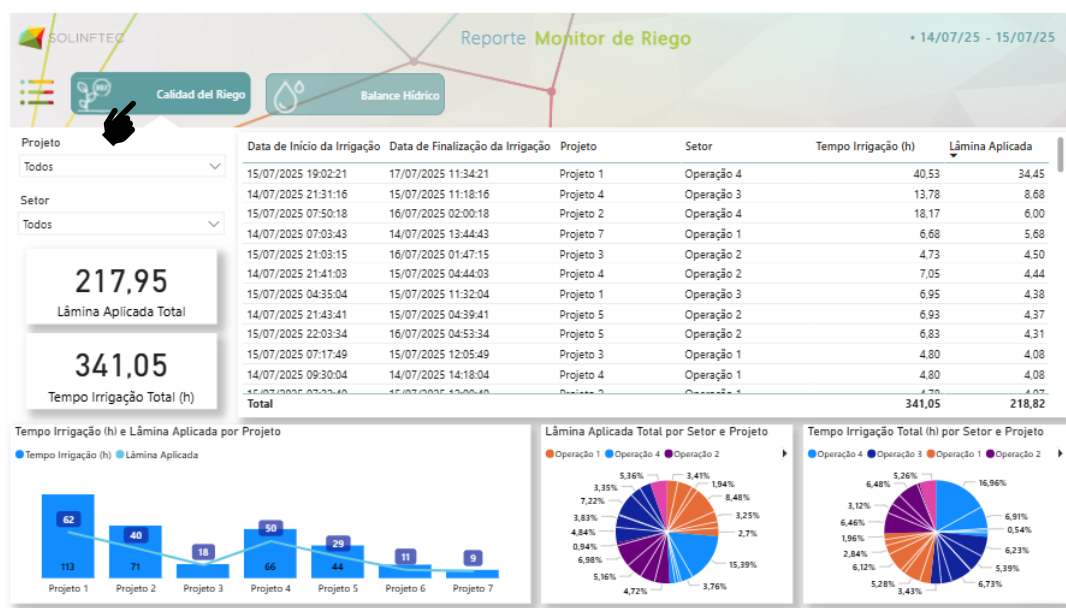 SOLINFTEC
Reporte Monitor de Riego
• 14/07/25 - 15/07/25
Calidad del Riego
Balance Hídrico
Projeto
Todos
Setor
Todos
217,95
Lâmina Aplicada Total
341,05
Tempo Irrigação Total (h)
Data de Início da Irrigação Data de Finalização da Irrigação Projeto Setor Tempo Irrigação (h) Lâmina Aplicada
15/07/2025 19:02:21 17/07/2025 11:34:21 Projeto 1 Operação 4 40,53 34,45
14/07/2025 21:31:16 15/07/2025 11:18:16 Projeto 4 Operação 3 13,78 8,68
15/07/2025 07:50:18 16/07/2025 02:00:18 Projeto 2 Operação 4 18,17 6,00
14/07/2025 07:03:43 14/07/2025 13:44:43 Projeto 7 Operação 1 6,68 5,68
15/07/2025 21:03:15 16/07/2025 01:47:15 Projeto 3 Operação 2 4,73 4,50
14/07/2025 21:41:03 15/07/2025 04:44:03 Projeto 4 Operação 2 7,05 4,44
15/07/2025 04:35:04 15/07/2025 11:32:04 Projeto 1 Operação 3 6,95 4,38
14/07/2025 21:43:41 15/07/2025 04:39:41 Projeto 5 Operação 2 6,93 4,37
15/07/2025 22:03:34 16/07/2025 04:53:34 Projeto 5 Operação 2 6,83 4,31
15/07/2025 07:17:49 15/07/2025 12:05:49 Projeto 3 Operação 1 4,80 4,08
14/07/2025 09:30:04 14/07/2025 14:18:04 Projeto 4 Operação 1 4,80 4,08
Total 341,05 218,82
Tempo Irrigação (h) e Lâmina Aplicada por Projeto
Tempo Irrigação (h) Lâmina Aplicada
62 40 18 50 29 11 9
113 71 66 44
Projeto 1 Projeto 2 Projeto 3 Projeto 4 Projeto 5 Projeto 6 Projeto 7
Lâmina Aplicada Total por Setor e Projeto
Operação 1 Operação 4 Operação 2
5,36% 3,41%
3,35% 1,94%
7,22% 8,48%
3,83% 3,25%
4,84% 2,7%
0,94%
6,98% 15,39%
5,16%
4,72% 3,76%
Tempo Irrigação Total (h) por Setor e Projeto
Operação 4 Operação 3 Operação 1 Operação 2
5,26%
6,48% 16,96%
3,12%
6,46% 6,91%
1,96% 0,54%
2,84% 6,23%
6,12% 5,39%
5,28% 6,73%
3,43%